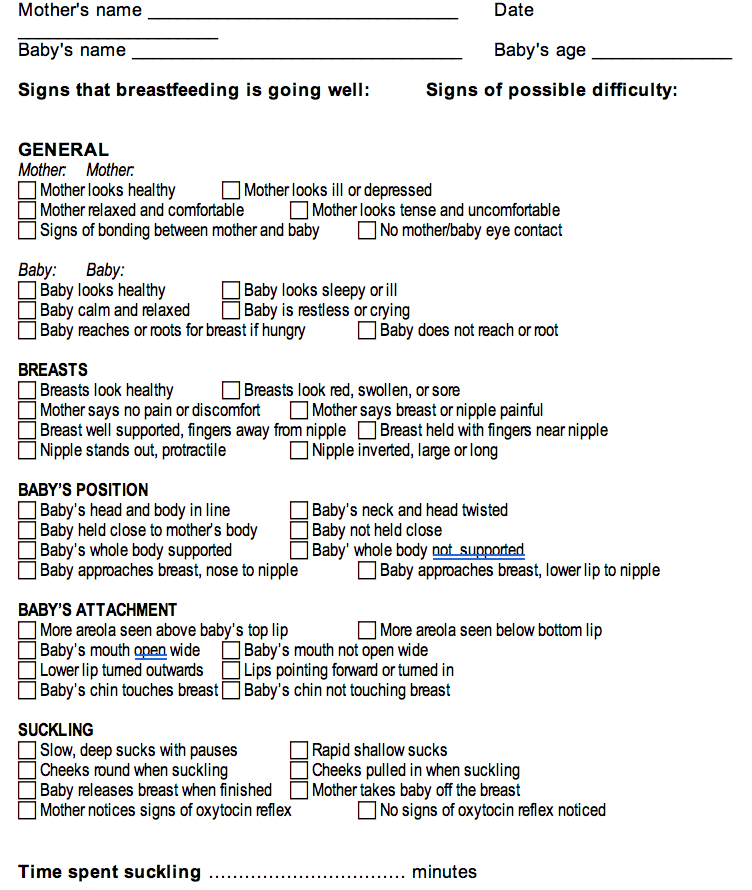 Mother's name ______________________________ Date
___________________
Baby's name ________________________________ Baby's age _____________
Signs that breastfeeding is going well: Signs of possible difficulty:
GENERAL
Mother: Mother:
□ Mother looks healthy □ Mother looks ill or depressed
□ Mother relaxed and comfortable □ Mother looks tense and uncomfortable
□ Signs of bonding between mother and baby □ No mother/baby eye contact
Baby: Baby:
□ Baby looks healthy □ Baby looks sleepy or ill
□ Baby calm and relaxed □ Baby is restless or crying
□ Baby reaches or roots for breast if hungry □ Baby does not reach or root
BREASTS
□ Breasts look healthy □ Breasts look red, swollen, or sore
□ Mother says no pain or discomfort □ Mother says breast or nipple painful
□ Breast well supported, fingers away from nipple □ Breast held with fingers near nipple
□ Nipple stands out, protractile □ Nipple inverted, large or long
BABY'S POSITION
□ Baby's head and body in line □ Baby's neck and head twisted
□ Baby held close to mother's body □ Baby not held close
□ Baby's whole body supported □ Baby' whole body not supported
□ Baby approaches breast, nose to nipple □ Baby approaches breast, lower lip to nipple
BABY'S ATTACHMENT
□ More areola seen above baby's top lip □ More areola seen below bottom lip
□ Baby's mouth open wide □ Baby's mouth not open wide
□ Lower lip turned outwards □ Lips pointing forward or turned in
□ Baby's chin touches breast □ Baby's chin not touching breast
SUCKLING
□ Slow, deep sucks with pauses □ Rapid shallow sucks
□ Cheeks round when suckling □ Cheeks pulled in when suckling
□ Baby releases breast when finished □ Mother takes baby off the breast
□ Mother notices signs of oxytocin reflex □ No signs of oxytocin reflex noticed
Time spent suckling ................................. minutes